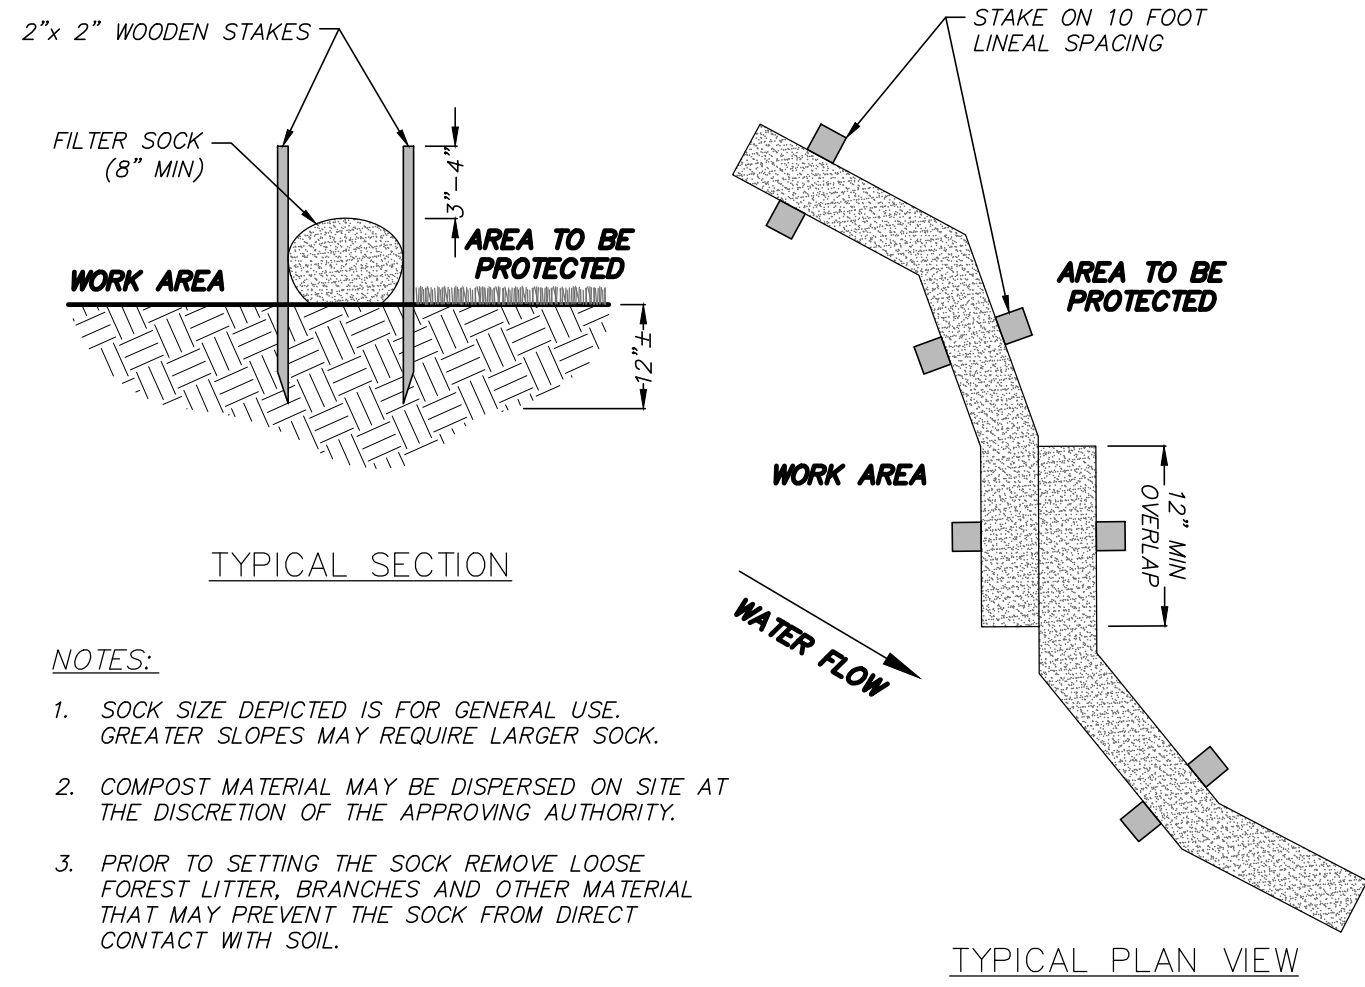 2"x 2" WOODEN STAKES
FILTER SOCK
(8" MIN)
3"-4"
AREA TO BE
PROTECTED
WORK AREA
12"±
TYPICAL SECTION
NOTES:
1. SOCK SIZE DEPICTED IS FOR GENERAL USE.
GREATER SLOPES MAY REQUIRE LARGER SOCK.
2. COMPOST MATERIAL MAY BE DISPERSED ON SITE AT
THE DISCRETION OF THE APPROVING AUTHORITY.
3. PRIOR TO SETTING THE SOCK REMOVE LOOSE
FOREST LITTER, BRANCHES AND OTHER MATERIAL
THAT MAY PREVENT THE SOCK FROM DIRECT
CONTACT WITH SOIL.
STAKE ON 10 FOOT
LINEAL SPACING
AREA TO BE
PROTECTED
WORK AREA
12" MIN
OVERLAP
WATER FLOW
TYPICAL PLAN VIEW